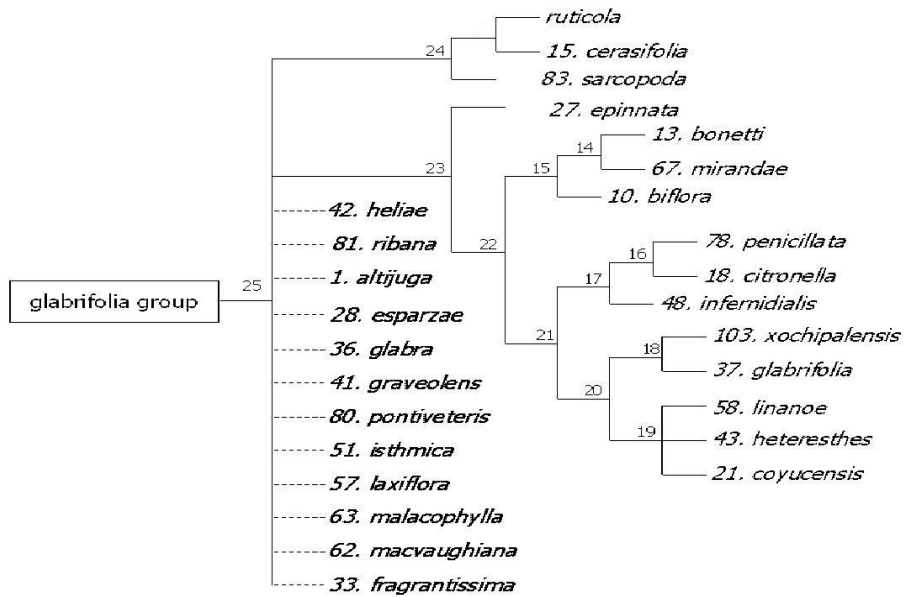 ruticola
24
15. cerasifolia
83. sarcopoda
27. epinnata
13. bonetti
14
23
15
67. mirandae
10. biflora
42. heliae
81. ribana
22
78. penicillata
16
1. altijuga
17
18. citronella
25
glabrifolia group
48. infernidialis
28. esparzae
21
103. xochipalensis
36. glabra
18
37. glabrifolia
41. graveolens
20
58. linanoe
80. pontiveteris
19
43. heteresthes
51. isthmica
21. coyucensis
57. laxiflora
63. malacophylla
62. macvaughiana
33. fragrantissima